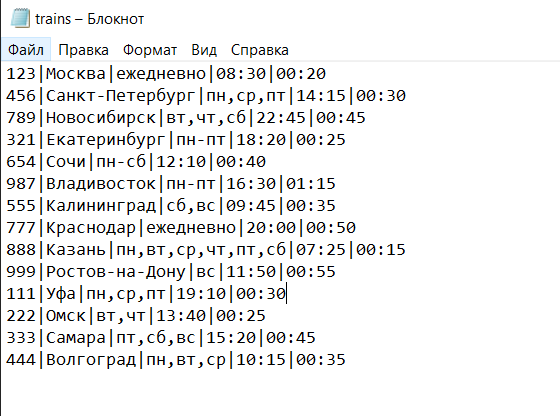 trains – Блокнот
Файл Правка Формат Вид Справка
123|Москва|ежедневно|08:30|00:20
456|Санкт-Петербург|пн,ср,пт|14:15|00:30
789|Новосибирск|вт,чт,сб|22:45|00:45
321|Екатеринбург|пн-пт|18:20|00:25
654|Сочи|пн-сб|12:10|00:40
987|Владивосток|пн-пт|16:30|01:15
555|Калининград|сб,вс|09:45|00:35
777|Краснодар|ежедневно|20:00|00:50
888|Казань|пн,вт,ср,чт,пт,сб|07:25|00:15
999|Ростов-на-Дону|вс|11:50|00:55
111|Уфа|пн,ср,пт|19:10|00:30
222|Омск|вт,чт|13:40|00:25
333|Самара|пт,сб,вс|15:20|00:45
444|Волгоград|пн,вт,ср|10:15|00:35